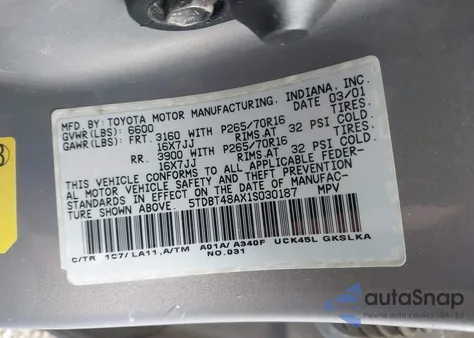 MFD. BY: TOYOTA MOTOR MANUFACTURING, INDIANA, INC.
GVWR(LBS): 6600 DATE 03/01
GAWR(LBS): FRT. 3160 WITH P265/70R16 TIRES.
16X7JJ RIMS AT 32 PSI COLD.
RR. 3900 WITH P265/70R16 TIRES.
16X7JJ RIMS AT 32 PSI COLD.
THIS VEHICLE CONFORMS TO ALL APPLICABLE FEDER-
AL MOTOR VEHICLE SAFETY AND THEFT PREVENTION
STANDARDS IN EFFECT ON THE DATE OF MANUFAC-
TURE SHOWN ABOVE. 5TDBT48AX1S030187 MPV
C/TR 1C7/ LA11,A/TM A01A/ A340F UCK45L GKSLKA
NO.031
autoSnap